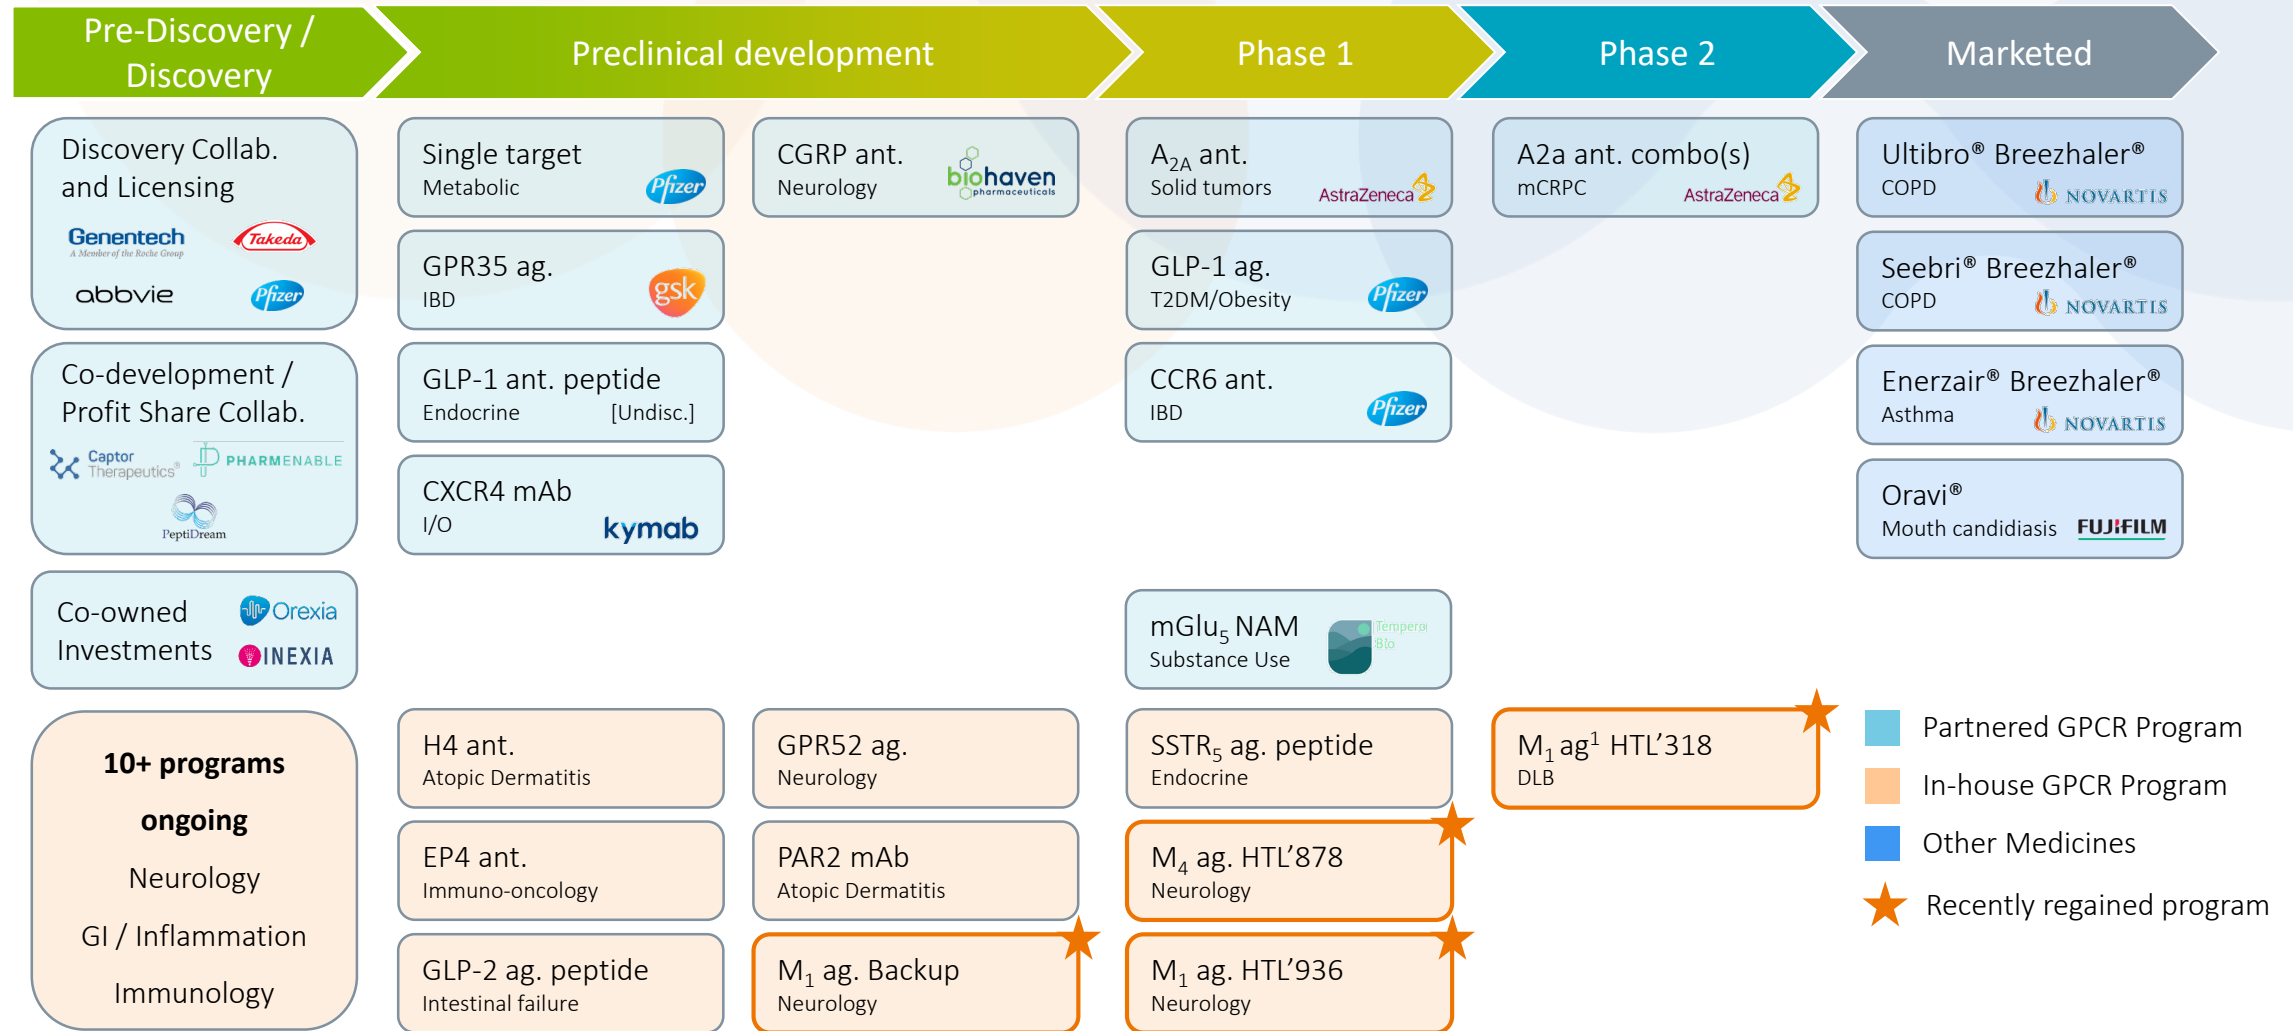 Pre-Discovery /
Discovery
Preclinical development
Phase 1
Phase 2
Marketed
Discovery Collab.
and Licensing
Genentech
A Member of the Roche Group
Takeda
abbvie
Pfizer
Co-development /
Profit Share Collab.
Captor
Therapeutics®
PHARMENABLE
PeptiDream
Co-owned
Investments
Orexia
INEXIA
10+ programs
ongoing
Neurology
GI / Inflammation
Immunology
Single target
Metabolic
Pfizer
GPR35 ag.
IBD
gsk
GLP-1 ant. peptide
Endocrine [Undisc.]
CXCR4 mAb
I/O
kymab
CGRP ant.
Neurology
biohaven
pharmaceuticals
H4 ant.
Atopic Dermatitis
EP4 ant.
Immuno-oncology
GLP-2 ag. peptide
Intestinal failure
GPR52 ag.
Neurology
PAR2 mAb
Atopic Dermatitis
M₁ ag. Backup
Neurology
A₂A ant.
Solid tumors
AstraZeneca
GLP-1 ag.
T2DM/Obesity
Pfizer
CCR6 ant.
IBD
Pfizer
mGlu₅ NAM
Substance Use
Tempero
Bio
SSTR₅ ag. peptide
Endocrine
M₄ ag. HTL’878
Neurology
M₁ ag. HTL’936
Neurology
A2a ant. combo(s)
mCRPC
AstraZeneca
M₁ ag¹ HTL’318
DLB
Ultibro® Breezhaler®
COPD
NOVARTIS
Seebri® Breezhaler®
COPD
NOVARTIS
Enerzair® Breezhaler®
Asthma
NOVARTIS
Oravi®
Mouth candidiasis
FUJIFILM
Partnered GPCR Program
In-house GPCR Program
Other Medicines
Recently regained program